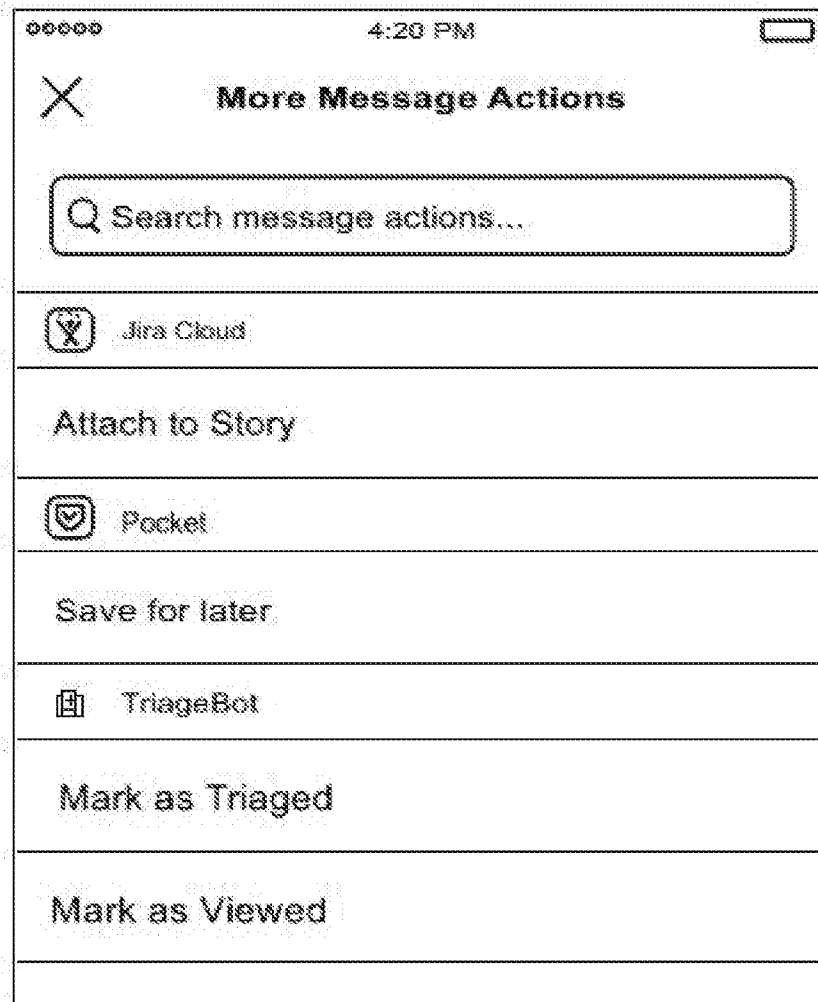 4:20 PM
More Message Actions
Search message actions...
Jira Cloud
Attach to Story
Pocket
Save for later
TriageBot
Mark as Triaged
Mark as Viewed